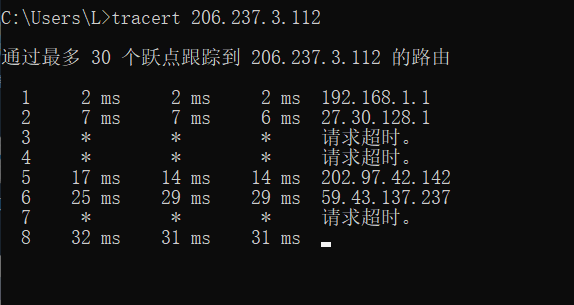 C:\Users\L>tracert 206.237.3.112
通过最多 30 个跃点跟踪到 206.237.3.112 的路由
1 2 ms 2 ms 2 ms 192.168.1.1
2 7 ms 7 ms 6 ms 27.30.128.1
3 * * * 请求超时。
4 * * * 请求超时。
5 17 ms 14 ms 14 ms 202.97.42.142
6 25 ms 29 ms 29 ms 59.43.137.237
7 * * * 请求超时。
8 32 ms 31 ms 31 ms